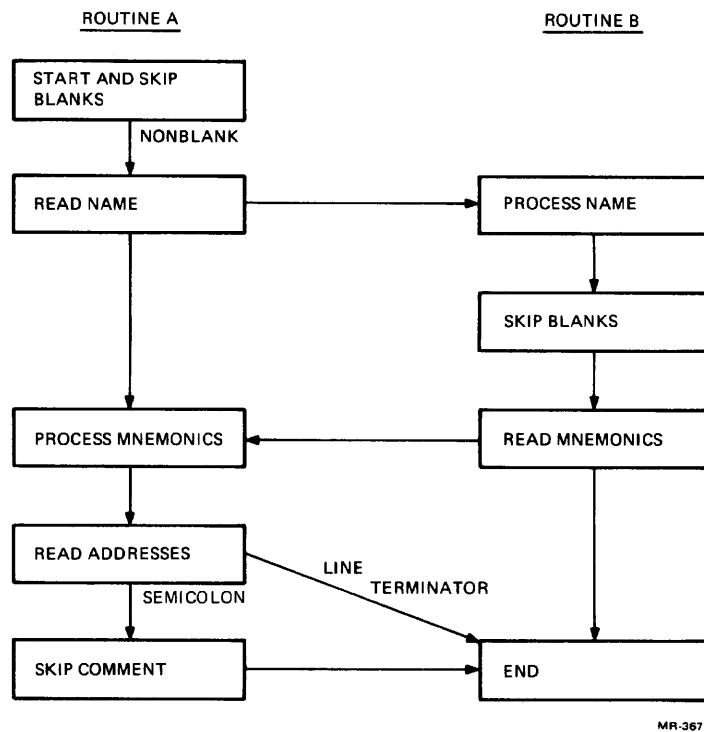 ROUTINE A
ROUTINE B
START AND SKIP
BLANKS
NONBLANK
READ NAME
PROCESS NAME
SKIP BLANKS
PROCESS MNEMONICS
READ MNEMONICS
READ ADDRESSES
LINE
TERMINATOR
SEMICOLON
SKIP COMMENT
END
MR-367